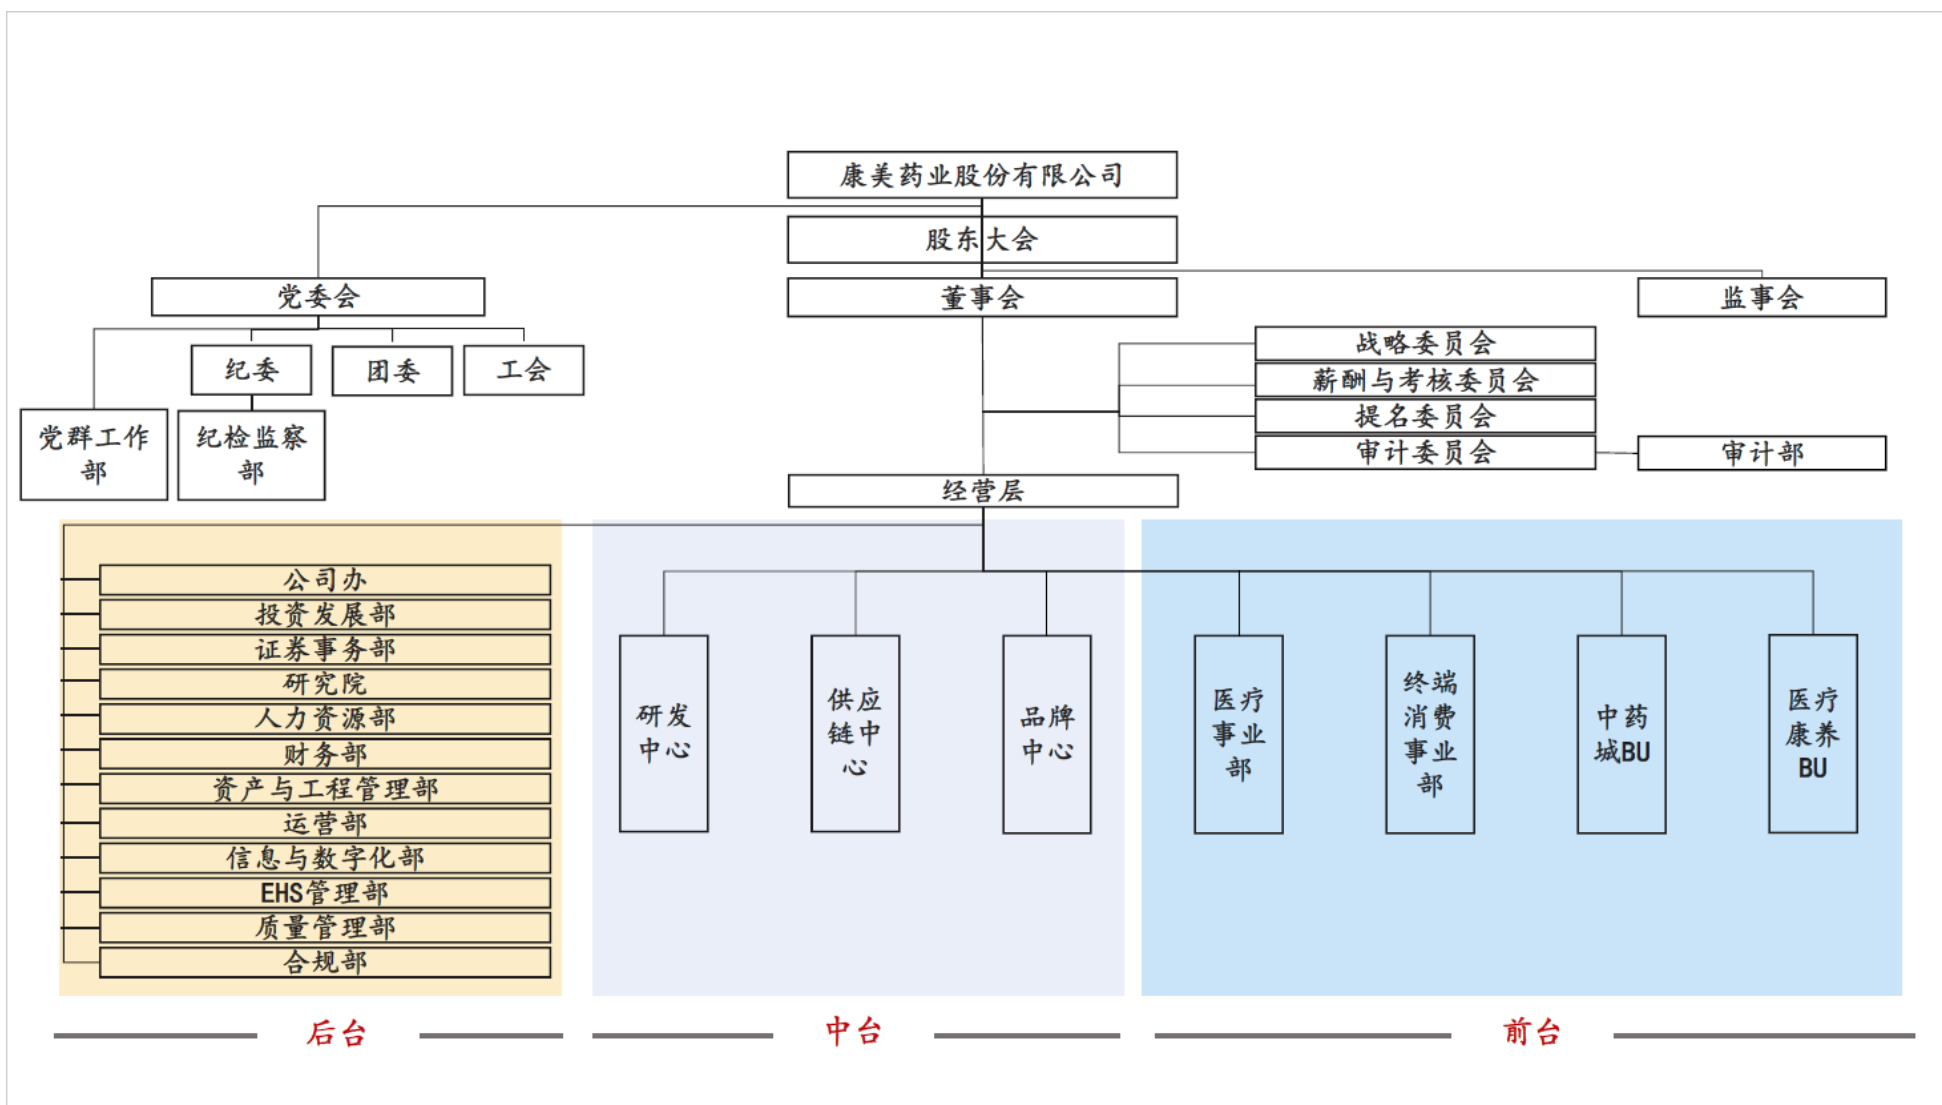 康美药业股份有限公司
股东大会
党委会
董事会
监事会
纪委
团委
工会
党群工作
部
纪检监察
部
战略委员会
薪酬与考核委员会
提名委员会
审计委员会
审计部
经营层
公司办
投资发展部
证券事务部
研究院
人力资源部
财务部
资产与工程管理部
运营部
信息与数字化部
EHS管理部
质量管理部
合规部
研发
中心
供应
链中
心
品牌
中心
医疗
事业
部
终端
消费
事业
部
中药
城BU
医疗
康养
BU
后台
中台
前台